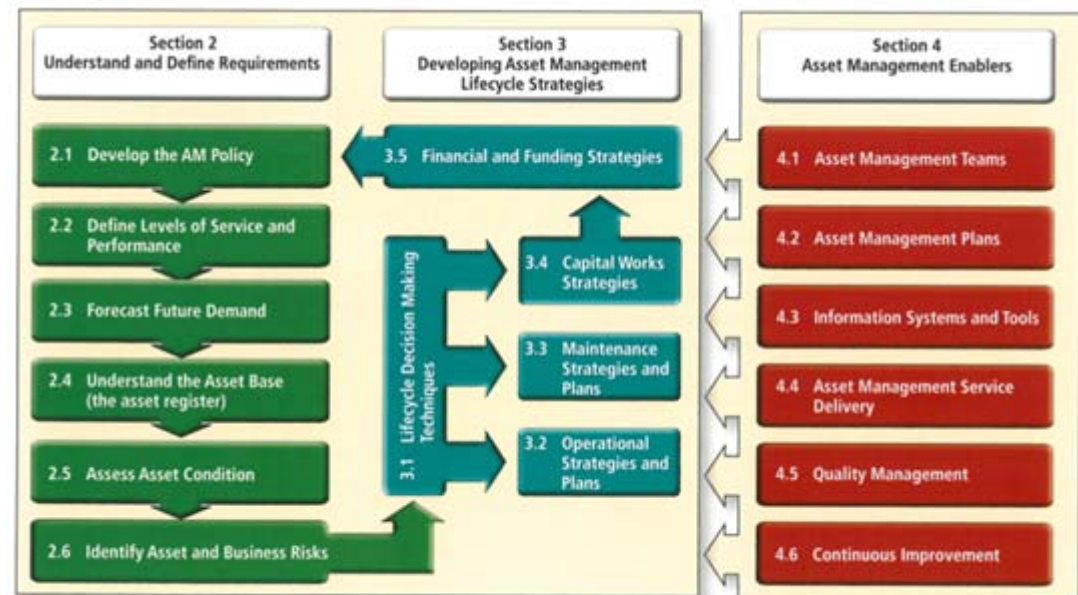 Section 2
Understand and Define Requirements
2.1 Develop the AM Policy
2.2 Define Levels of Service and
Performance
2.3 Forecast Future Demand
2.4 Understand the Asset Base
(the asset register)
2.5 Assess Asset Condition
2.6 Identify Asset and Business Risks
Section 3
Developing Asset Management
Lifecycle Strategies
3.5 Financial and Funding Strategies
3.1 Lifecycle Decision Making
Techniques
3.4 Capital Works
Strategies
3.3 Maintenance
Strategies and
Plans
3.2 Operational
Strategies and
Plans
Section 4
Asset Management Enablers
4.1 Asset Management Teams
4.2 Asset Management Plans
4.3 Information Systems and Tools
4.4 Asset Management Service
Delivery
4.5 Quality Management
4.6 Continuous Improvement